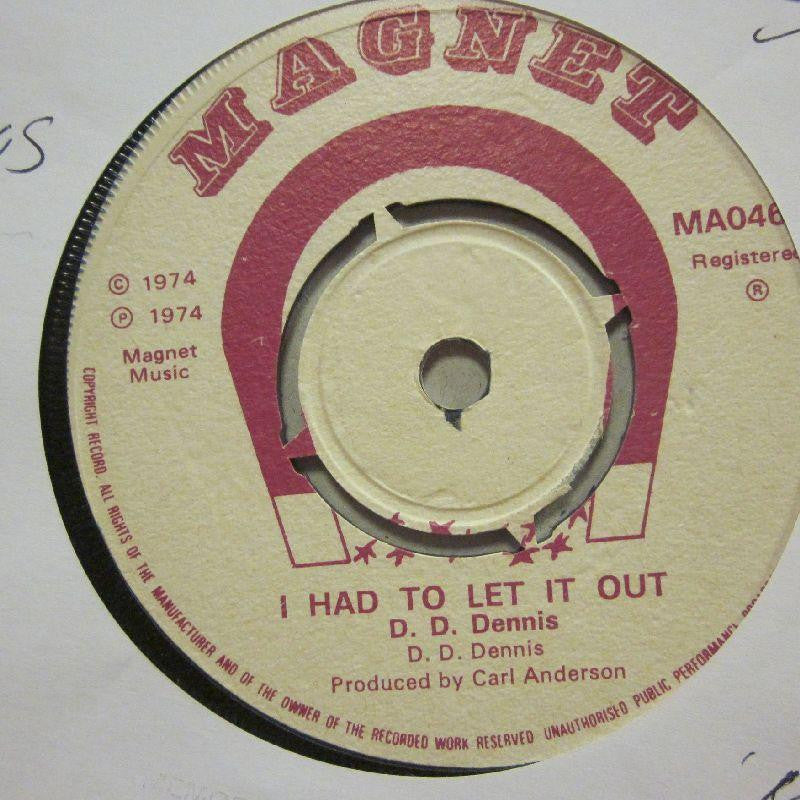 MAGNET
MA046
Registered
®
© 1974
℗ 1974
Magnet
Music
I HAD TO LET IT OUT
D. D. Dennis
D. D. Dennis
Produced by Carl Anderson
COPYRIGHT RECORD. ALL RIGHTS OF THE MANUFACTURER AND OF THE OWNER OF THE RECORDED WORK RESERVED UNAUTHORISED PUBLIC PERFORMANC